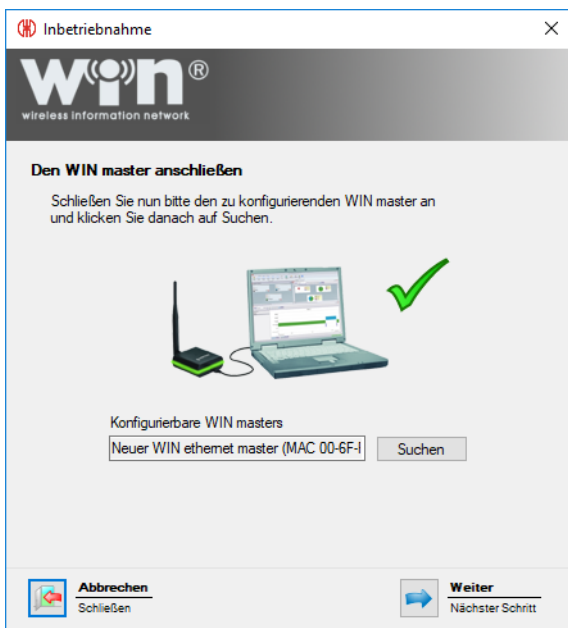 Inbetriebnahme
WIN®
wireless information network
Den WIN master anschließen
Schließen Sie nun bitte den zu konfigurierenden WIN master an
und klicken Sie danach auf Suchen.
Konfigurierbare WIN masters
Neuer WIN ethernet master (MAC 00-6F-
Suchen
Abbrechen
Schließen
Weiter
Nächster Schritt